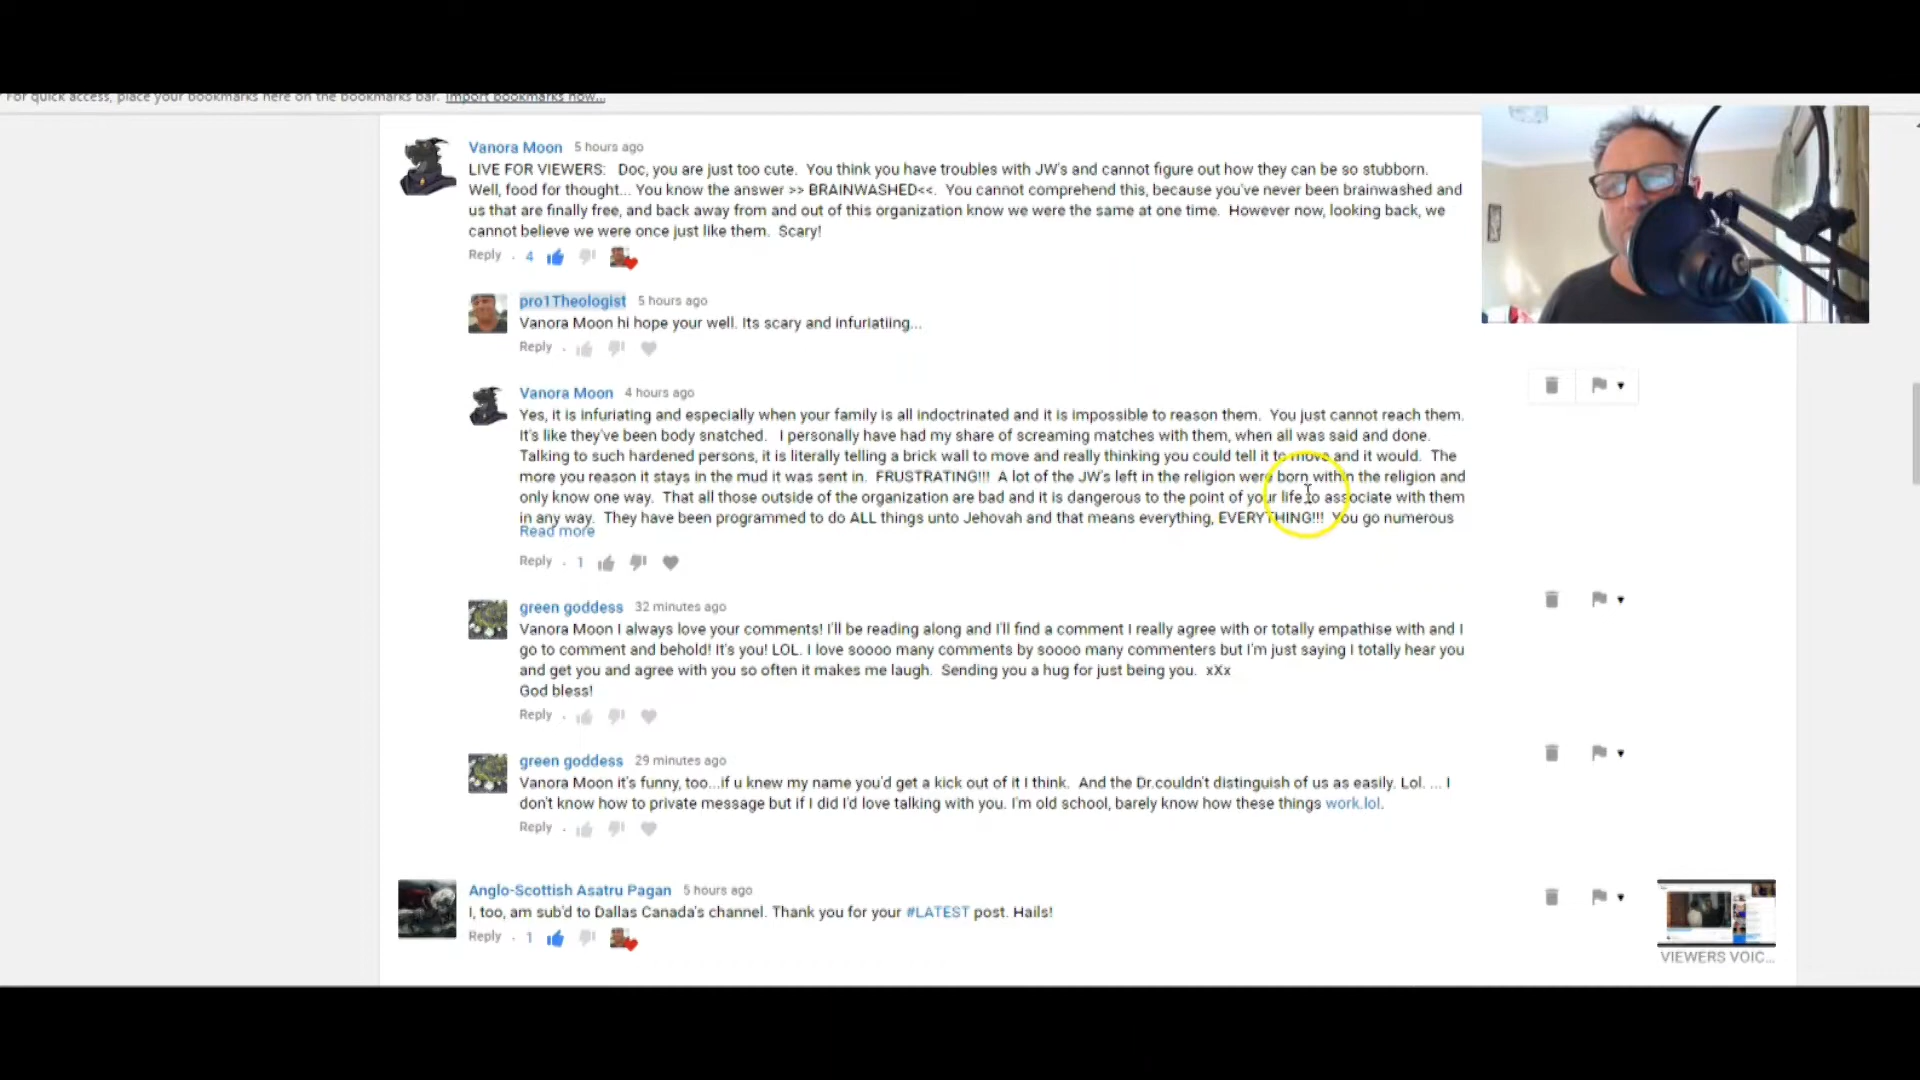 For quick access, place your bookmarks here on the bookmarks bar. Import bookmarks now...
Vanora Moon 5 hours ago
LIVE FOR VIEWERS: Doc, you are just too cute. You think you have troubles with JW's and cannot figure out how they can be so stubborn.
Well, food for thought... You know the answer >> BRAINWASHED<<. You cannot comprehend this, because you've never been brainwashed and
us that are finally free, and back away from and out of this organization know we were the same at one time. However now, looking back, we
cannot believe we were once just like them. Scary!
Reply . 4
pro1Theologist 5 hours ago
Vanora Moon hi hope your well. Its scary and infuriatiing...
Reply .
Vanora Moon 4 hours ago
Yes, it is infuriating and especially when your family is all indoctrinated and it is impossible to reason them. You just cannot reach them.
It's like they've been body snatched. I personally have had my share of screaming matches with them, when all was said and done.
Talking to such hardened persons, it is literally telling a brick wall to move and really thinking you could tell it to move and it would. The
more you reason it stays in the mud it was sent in. FRUSTRATING!!! A lot of the JW's left in the religion were born within the religion and
only know one way. That all those outside of the organization are bad and it is dangerous to the point of your life to associate with them
in any way. They have been programmed to do ALL things unto Jehovah and that means everything, EVERYTHING!!! You go numerous
Read more
Reply . 1
green goddess 32 minutes ago
Vanora Moon I always love your comments! I'll be reading along and I'll find a comment I really agree with or totally empathise with and I
go to comment and behold! It's you! LOL. I love soooo many comments by soooo many commenters but I'm just saying I totally hear you
and get you and agree with you so often it makes me laugh. Sending you a hug for just being you. xXx
God bless!
Reply .
green goddess 29 minutes ago
Vanora Moon it's funny, too...if u knew my name you'd get a kick out of it I think. And the Dr.couldn't distinguish of us as easily. Lol. ... I
don't know how to private message but if I did I'd love talking with you. I'm old school, barely know how these things work.lol.
Reply .
Anglo-Scottish Asatru Pagan 5 hours ago
I, too, am sub'd to Dallas Canada's channel. Thank you for your #LATEST post. Hails!
Reply . 1
VIEWERS VOIC...